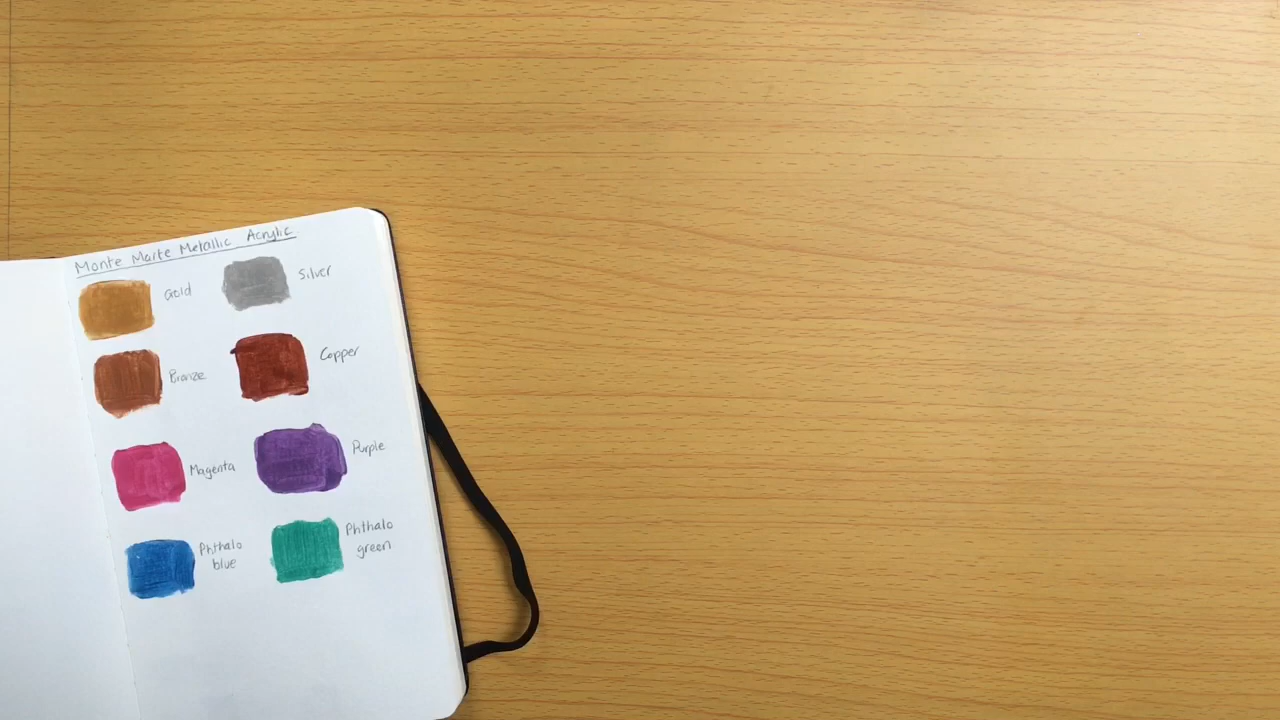 Monte Marte Metallic Acrylic
Gold
Silver
Bronze
Copper
Magenta
Purple
Phthalo
blue
Phthalo
green